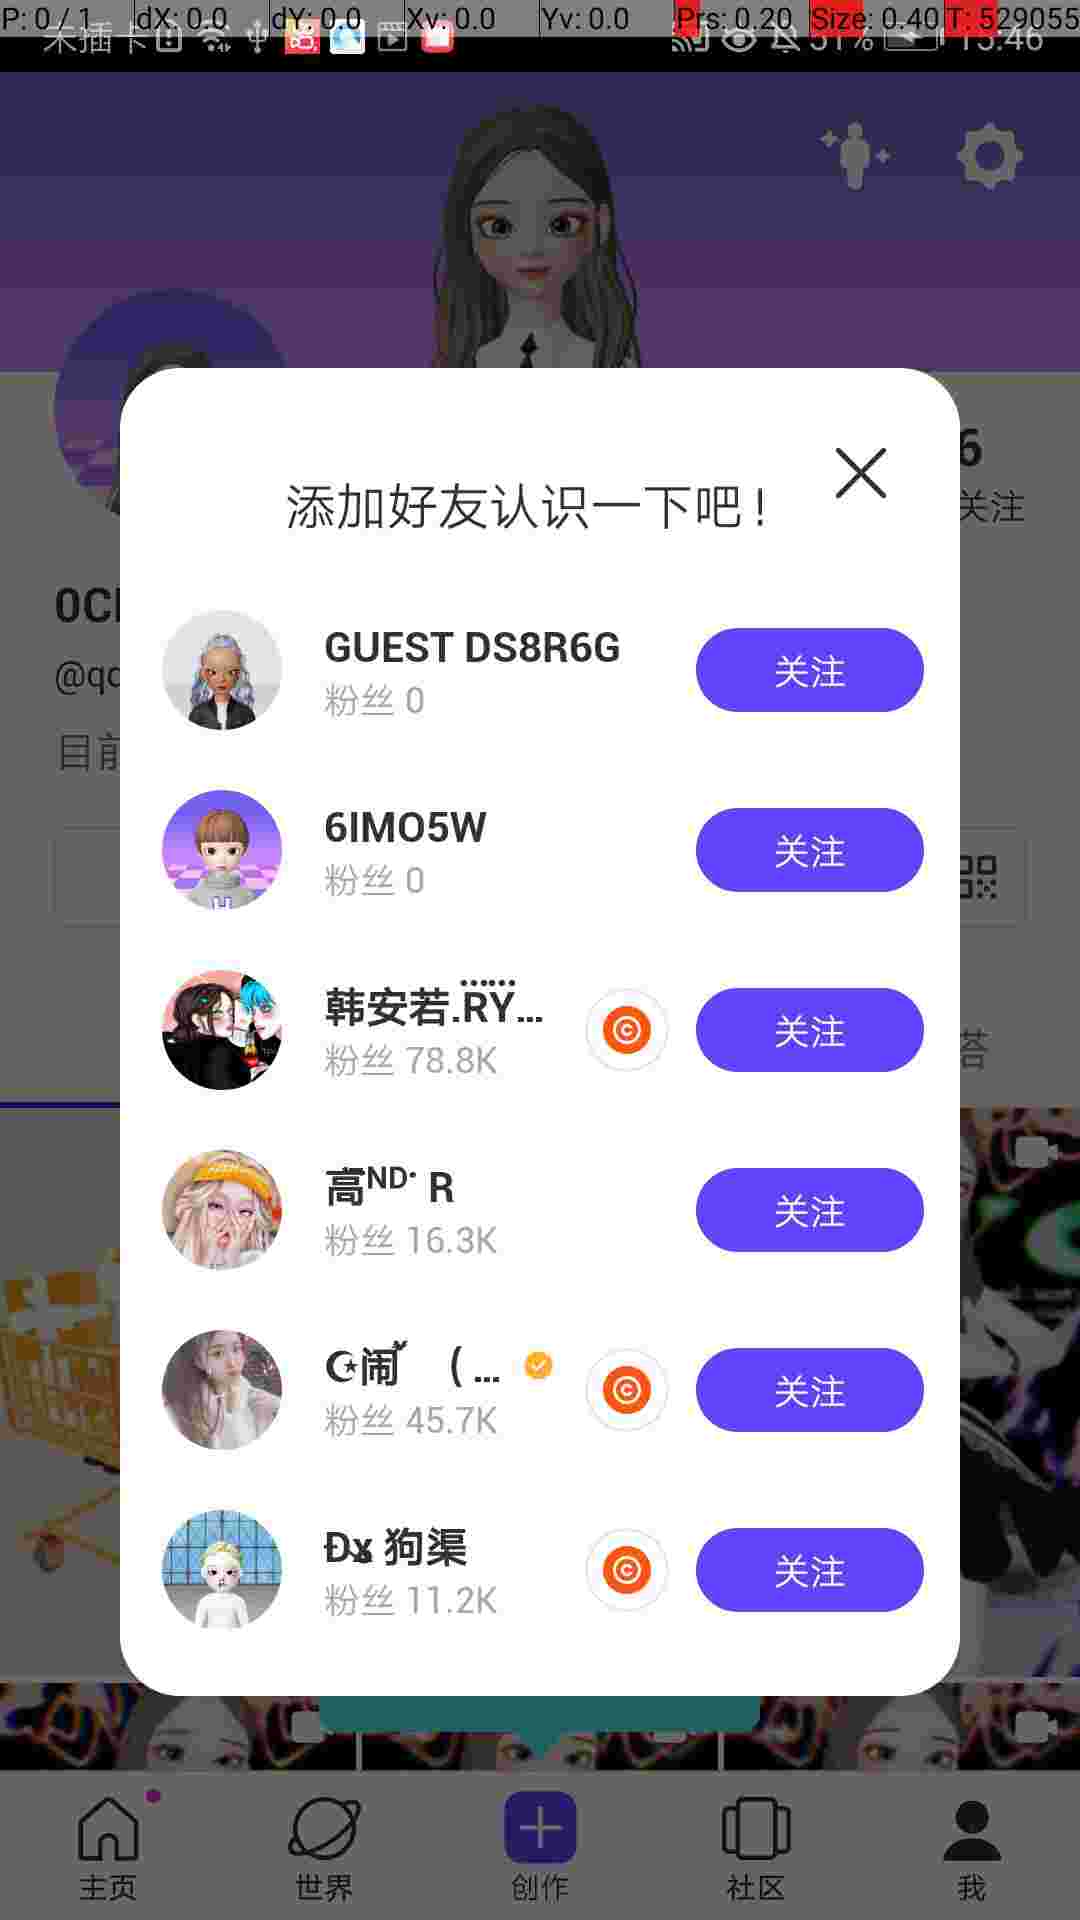 P: 0 / 1 dX: 0.0 dY: 0.0 Xv: 0.0 Yv: 0.0 Prs: 0.20 Size: 0.40 T: 529055
未插卡 51% 15:46
6
关注
添加好友认识一下吧！
@qc
目前
GUEST DS8R6G
粉丝 0
关注
6IMO5W
粉丝 0
关注
韩安若.R̈Ÿ...
粉丝 78.8K
关注
答
高ᴺᴰ· R
粉丝 16.3K
关注
☪闹 ( ...
粉丝 45.7K
关注
Ɖ 狗渠
粉丝 11.2K
关注
主页
世界
创作
社区
我